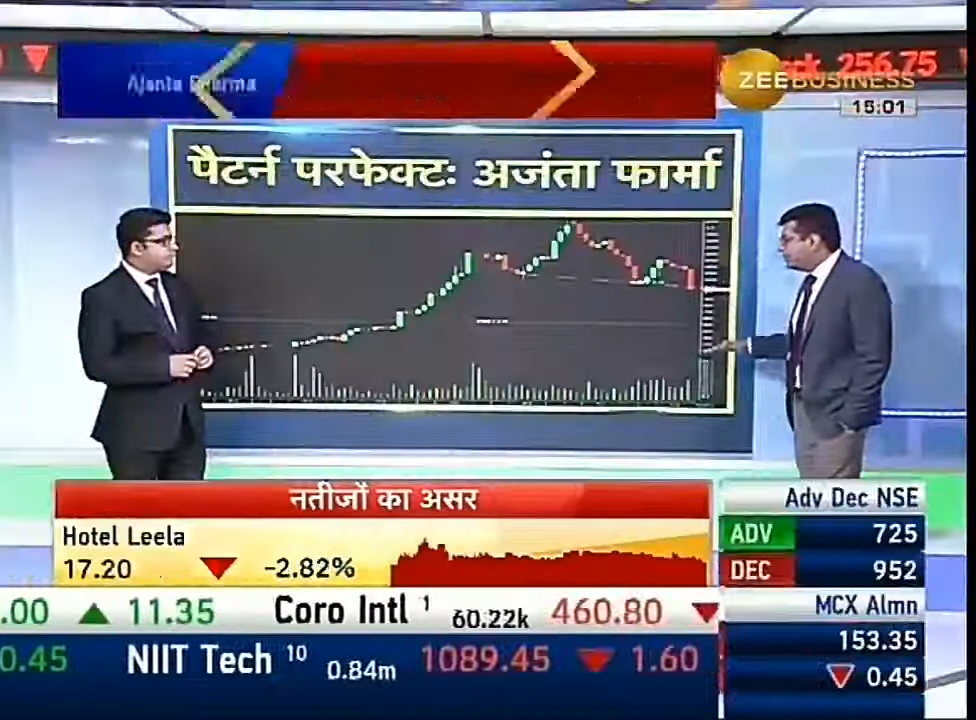 256.75
Ajanta Pharma
ZEEBUSINESS
15:01
पैटर्न परफेक्टः अजंता फार्मा
नतीजों का असर
Hotel Leela
17.20 ▼ -2.82%
Adv Dec NSE
ADV 725
DEC 952
MCX Almn
153.35
▼ 0.45
.00 ▲ 11.35 Coro Intl 1 60.22k 460.80 ▼
0.45 NIIT Tech 10 0.84m 1089.45 ▼ 1.60